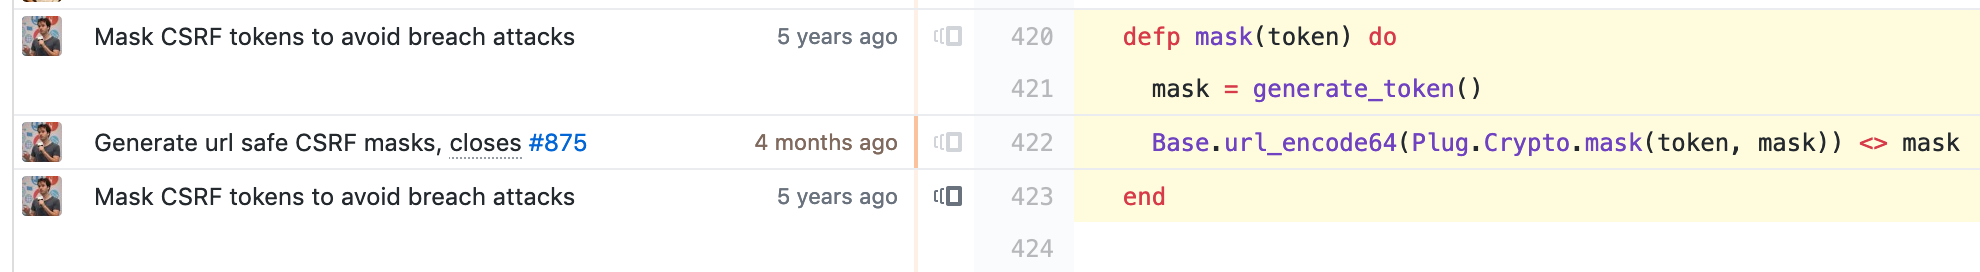 Mask CSRF tokens to avoid breach attacks 5 years ago 420 defp mask(token) do
421 mask = generate_token()
Generate url safe CSRF masks, closes #875 4 months ago 422 Base.url_encode64(Plug.Crypto.mask(token, mask)) <> mask
Mask CSRF tokens to avoid breach attacks 5 years ago 423 end
424